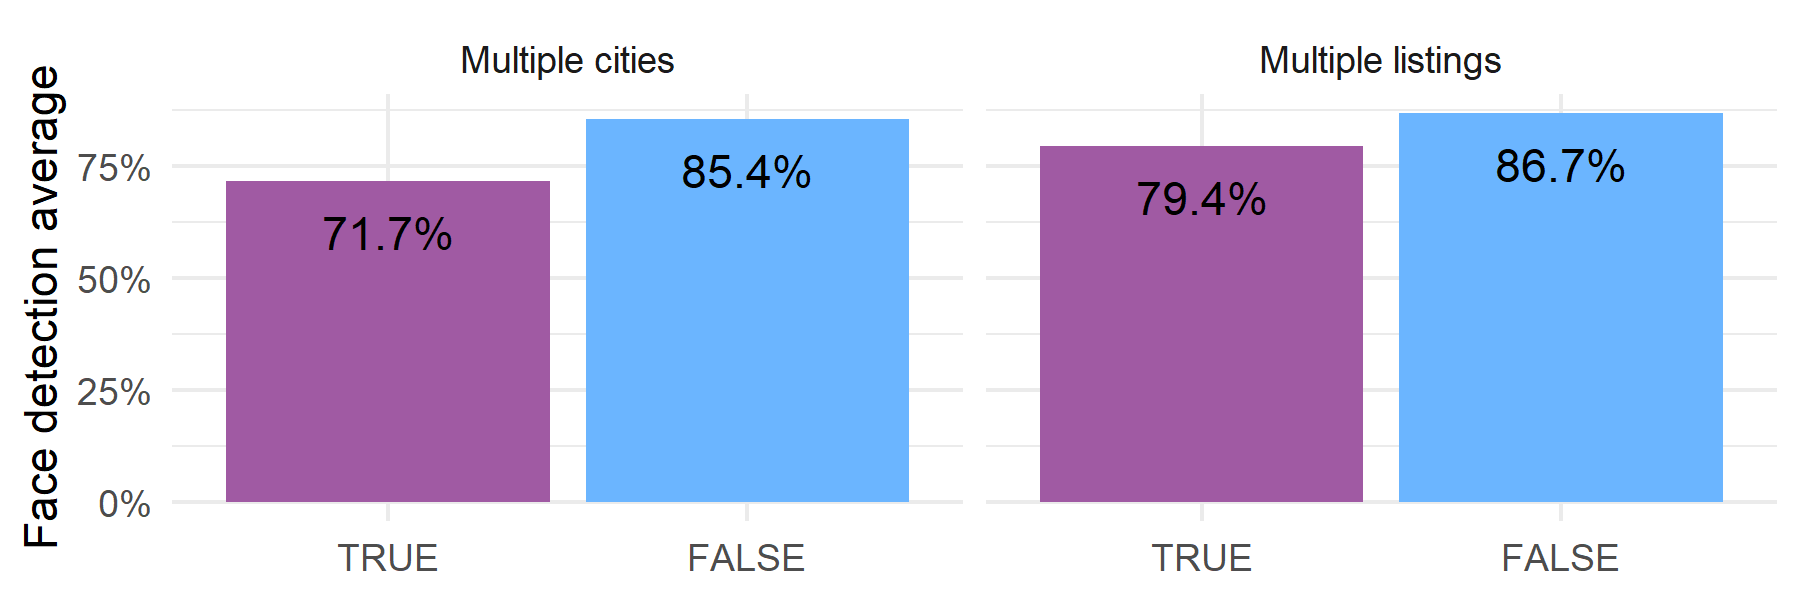 Multiple cities
Multiple listings
Face detection average
75%
50%
25%
0%
71.7%
85.4%
79.4%
86.7%
TRUE
FALSE
TRUE
FALSE